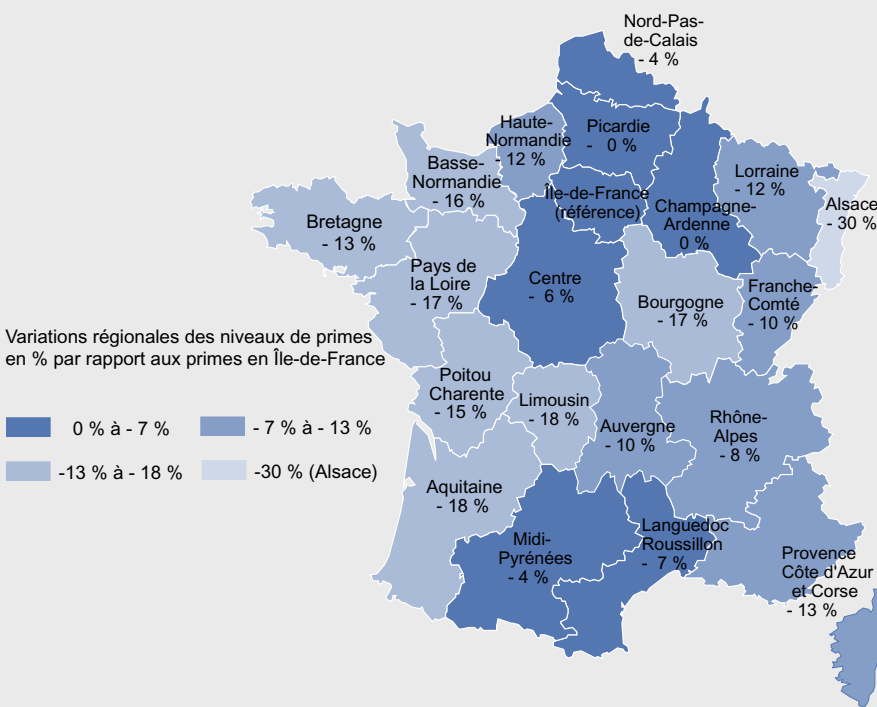 Nord-Pas-
de-Calais
- 4 %
Haute-
Normandie
- 12 %
Picardie
- 0 %
Basse-
Normandie
- 16 %
Île-de-France
(référence)
Champagne-
Ardenne
0 %
Lorraine
- 12 %
Alsace
- 30 %
Bretagne
- 13 %
Pays de
la Loire
- 17 %
Centre
- 6 %
Bourgogne
- 17 %
Franche-
Comté
- 10 %
Variations régionales des niveaux de primes
en % par rapport aux primes en Île-de-France
0 % à - 7 %
- 7 % à - 13 %
-13 % à - 18 %
-30 % (Alsace)
Poitou
Charente
- 15 %
Limousin
- 18 %
Auvergne
- 10 %
Rhône-
Alpes
- 8 %
Aquitaine
- 18 %
Midi-
Pyrénées
- 4 %
Languedoc
Roussillon
- 7 %
Provence
Côte d'Azur
et Corse
- 13 %